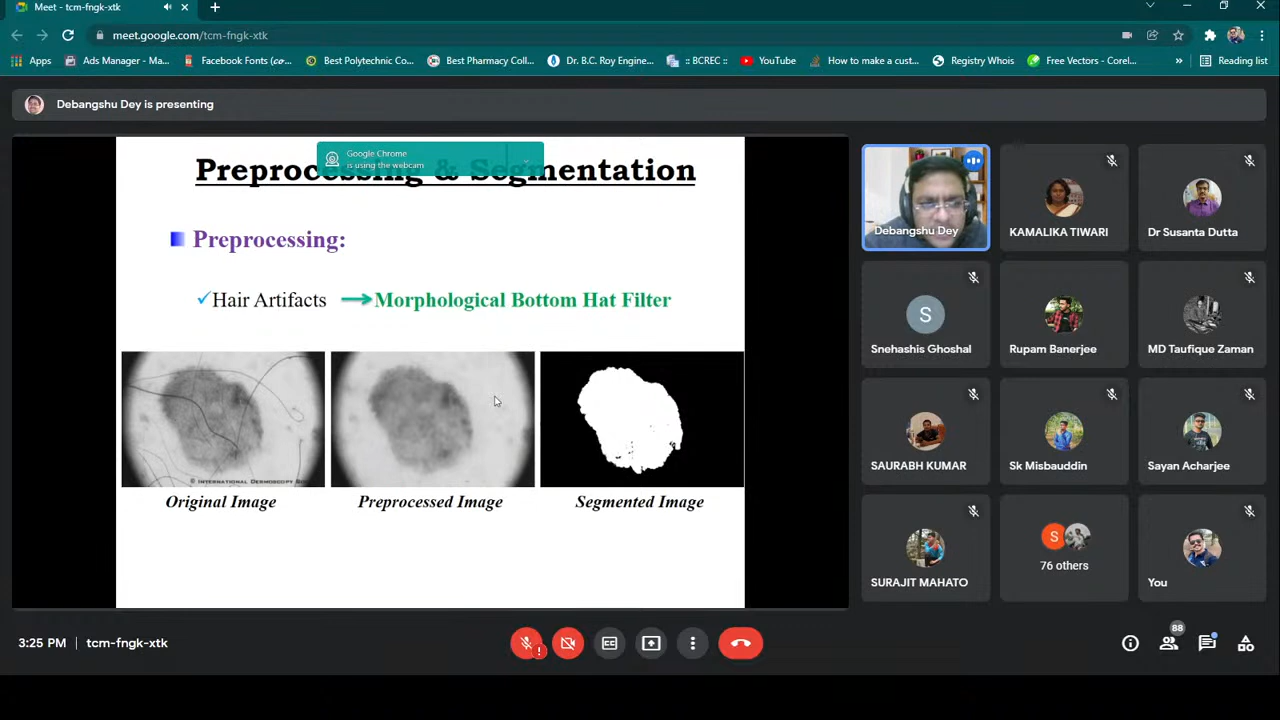 Meet - tcm-fngk-xtk
meet.google.com/tcm-fngk-xtk
Apps
Ads Manager - Ma...
Facebook Fonts (𝓬𝓸...
Best Polytechnic Co...
Best Pharmacy Coll...
Dr. B.C. Roy Engine...
:: BCREC ::
YouTube
How to make a cust...
Registry Whois
Free Vectors - Corel...
»
Reading list
Debangshu Dey is presenting
Google Chrome
is using the webcam
Preprocessing & Segmentation
Preprocessing:
✓Hair Artifacts → Morphological Bottom Hat Filter
© INTERNATIONAL DERMOSCOPY
Original Image
Preprocessed Image
Segmented Image
Debangshu Dey
KAMALIKA TIWARI
Dr Susanta Dutta
S
Snehashis Ghoshal
Rupam Banerjee
MD Taufique Zaman
SAURABH KUMAR
Sk Misbauddin
Sayan Acharjee
SURAJIT MAHATO
S
76 others
You
3:25 PM | tcm-fngk-xtk
CC
88